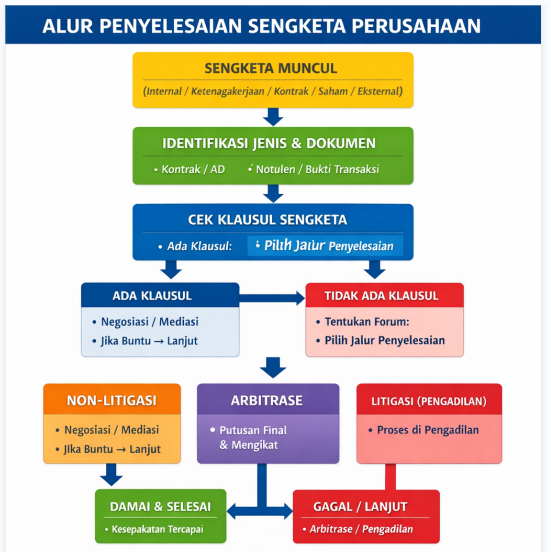 ALUR PENYELESAIAN SENGKETA PERUSAHAAN
SENGKETA MUNCUL
(Internal / Ketenagakerjaan / Kontrak / Saham / Eksternal)
IDENTIFIKASI JENIS & DOKUMEN
• Kontrak / AD • Notulen / Bukti Transaksi
CEK KLAUSUL SENGKETA
• Ada Klausul: • Pilih Jalur Penyelesaian
ADA KLAUSUL
• Negosiasi / Mediasi
• Jika Buntu → Lanjut
TIDAK ADA KLAUSUL
• Tentukan Forum:
• Pilih Jalur Penyelesaian
NON-LITIGASI
• Negosiasi / Mediasi
• JIka Buntu → Lanjut
ARBITRASE
• Putusan Final
& Mengikat
LITIGASI (PENGADILAN)
• Proses di Pengadilan
DAMAI & SELESAI
• Kesepakatan Tercapai
GAGAL / LANJUT
• Arbitrase / Pengadilan